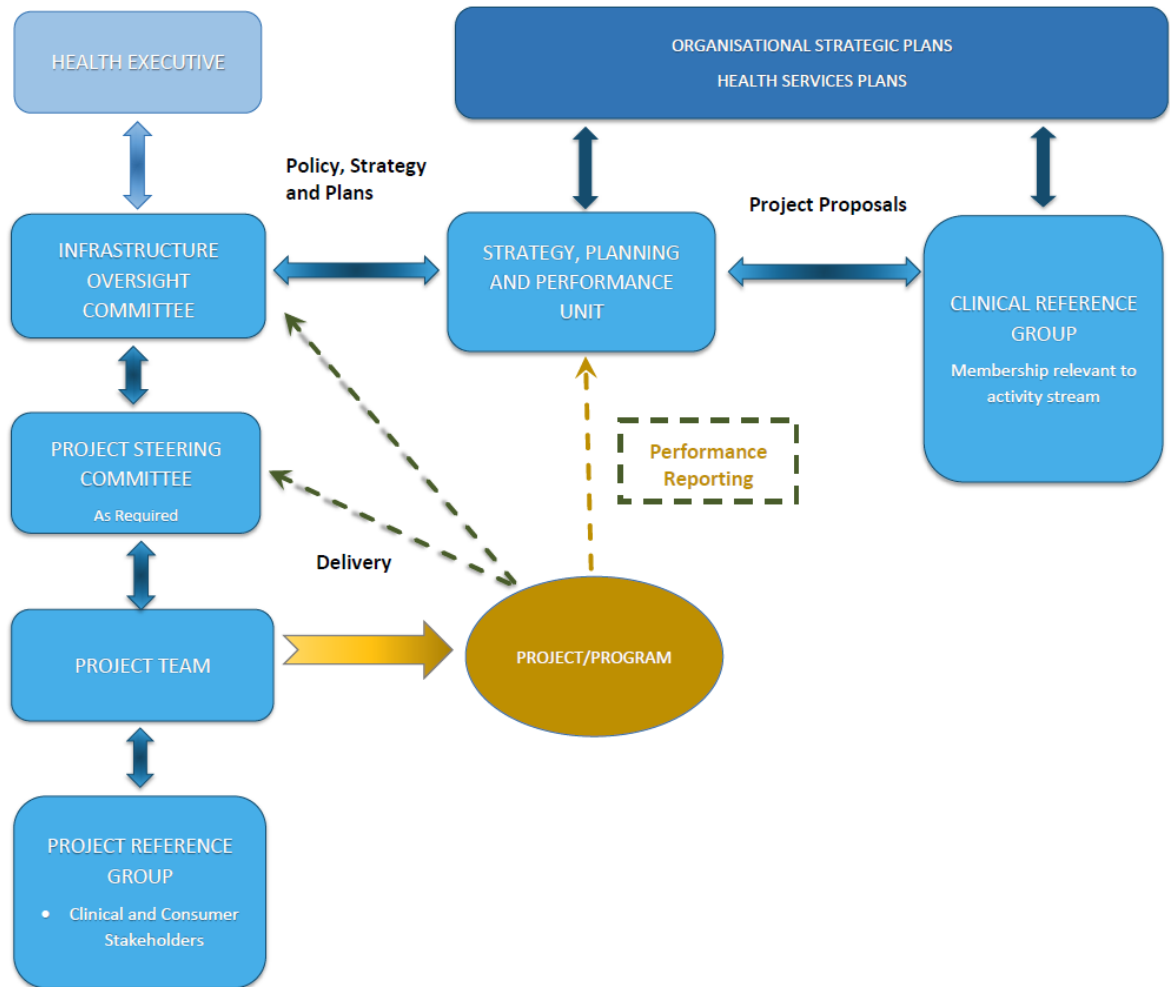 HEALTH EXECUTIVE
ORGANISATIONAL STRATEGIC PLANS
HEALTH SERVICES PLANS
Policy, Strategy
and Plans
Project Proposals
INFRASTRUCTURE
OVERSIGHT
COMMITTEE
STRATEGY, PLANNING
AND PERFORMANCE
UNIT
CLINICAL REFERENCE
GROUP
Membership relevant to
activity stream
PROJECT STEERING
COMMITTEE
As Required
Performance
Reporting
Delivery
PROJECT TEAM
PROJECT/PROGRAM
PROJECT REFERENCE
GROUP
• Clinical and Consumer
Stakeholders